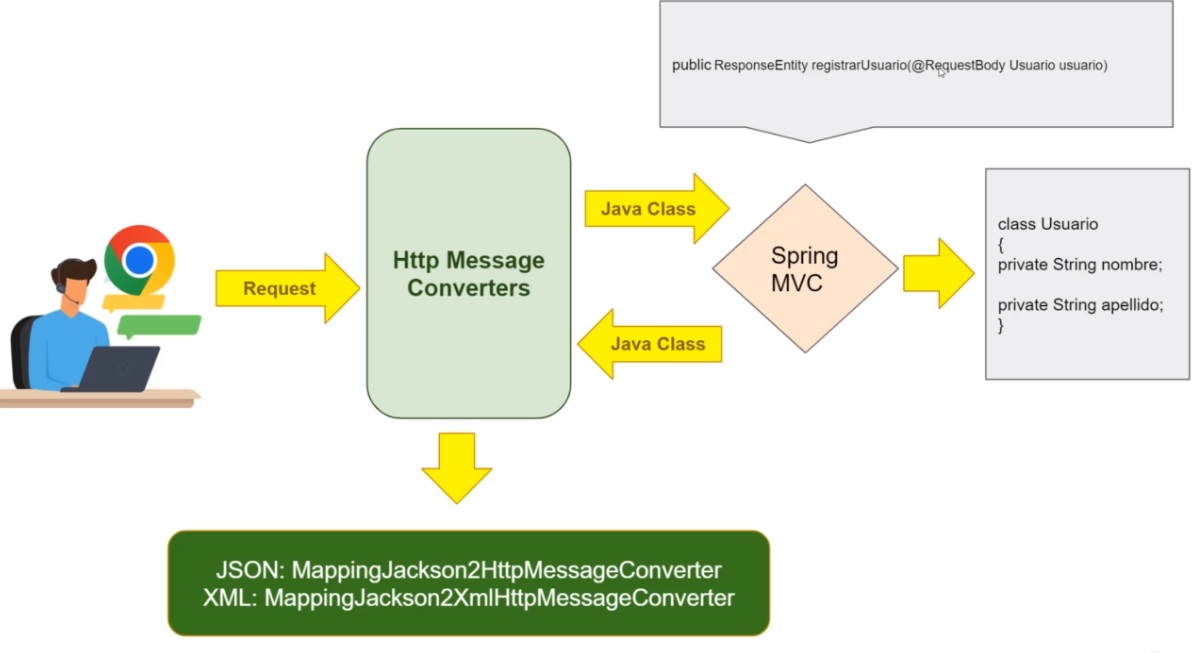 public ResponseEntity registrarUsuario(@RequestBody Usuario usuario)
Java Class
Http Message
Converters
Spring
MVC
class Usuario
{
private String nombre;
private String apellido;
}
Request
Java Class
JSON: MappingJackson2HttpMessageConverter
XML: MappingJackson2XmlHttpMessageConverter